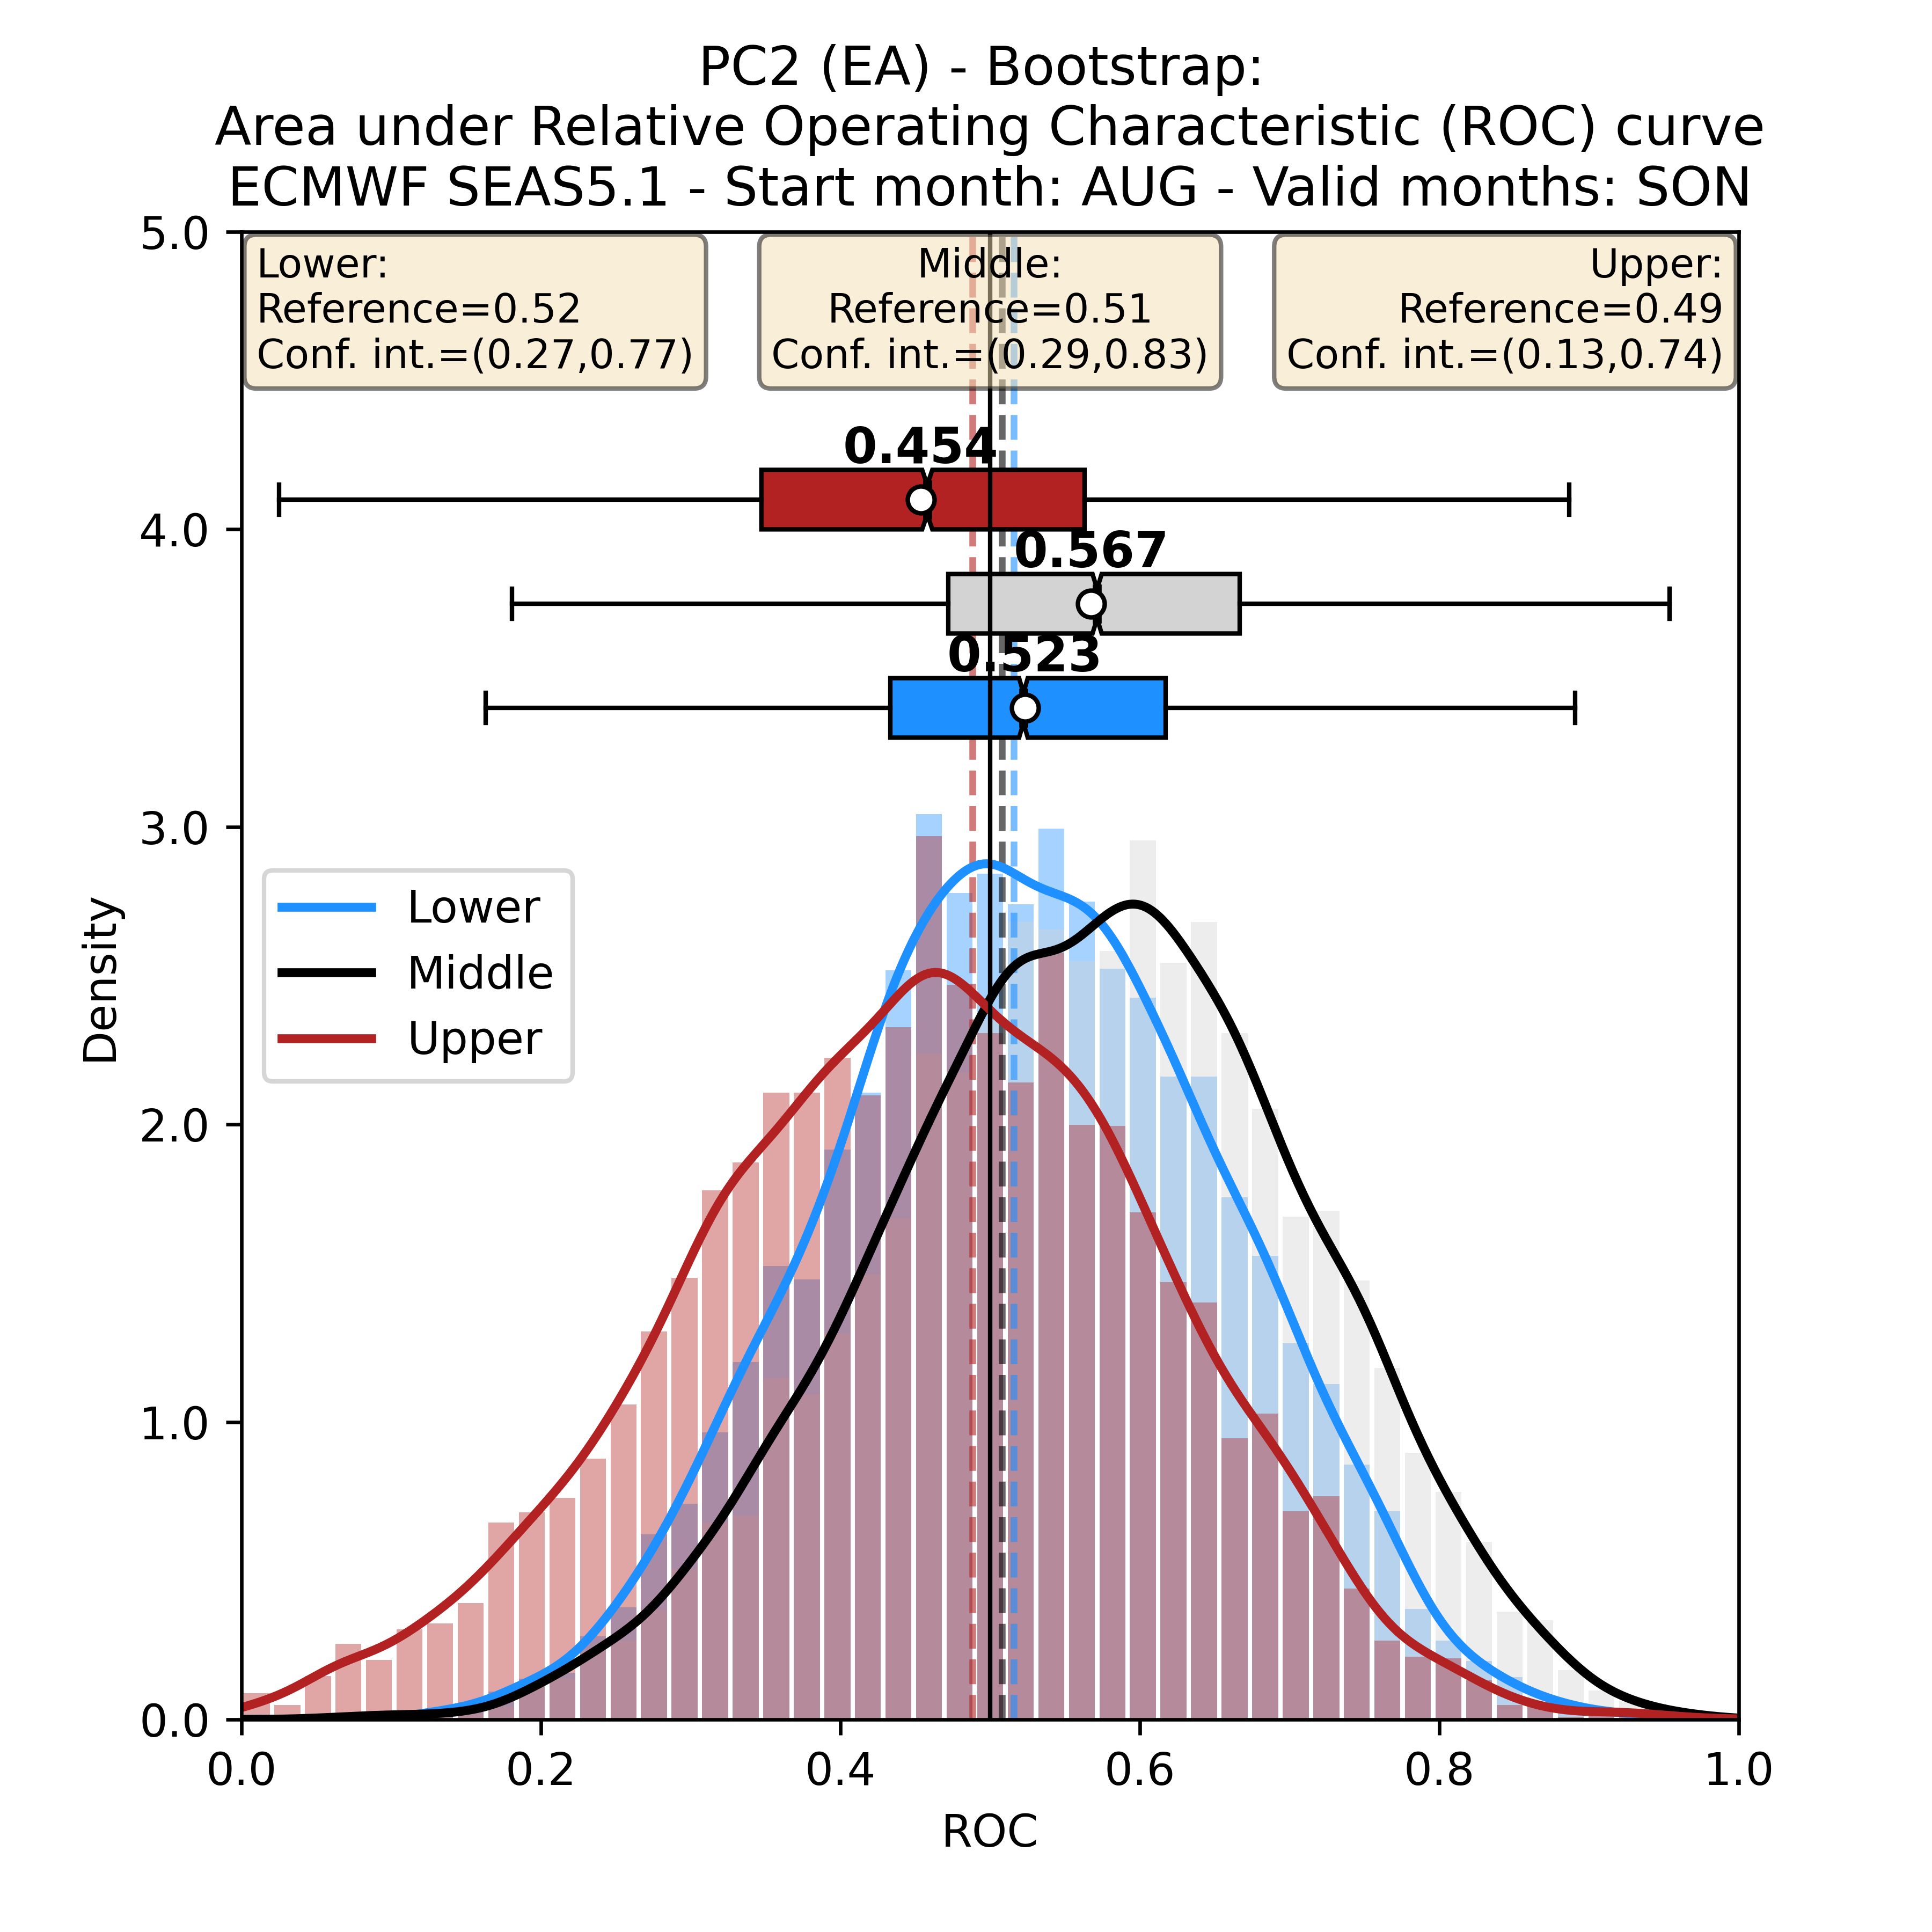 PC2 (EA) - Bootstrap:
Area under Relative Operating Characteristic (ROC) curve
ECMWF SEAS5.1 - Start month: AUG - Valid months: SON
Lower:
Reference=0.52
Conf. int.=(0.27,0.77)
Middle:
Reference=0.51
Conf. int.=(0.29,0.83)
Upper:
Reference=0.49
Conf. int.=(0.13,0.74)
0.454
0.567
0.523
5.0
4.0
3.0
2.0
1.0
0.0
Density
Lower
Middle
Upper
0.0 0.2 0.4 0.6 0.8 1.0
ROC